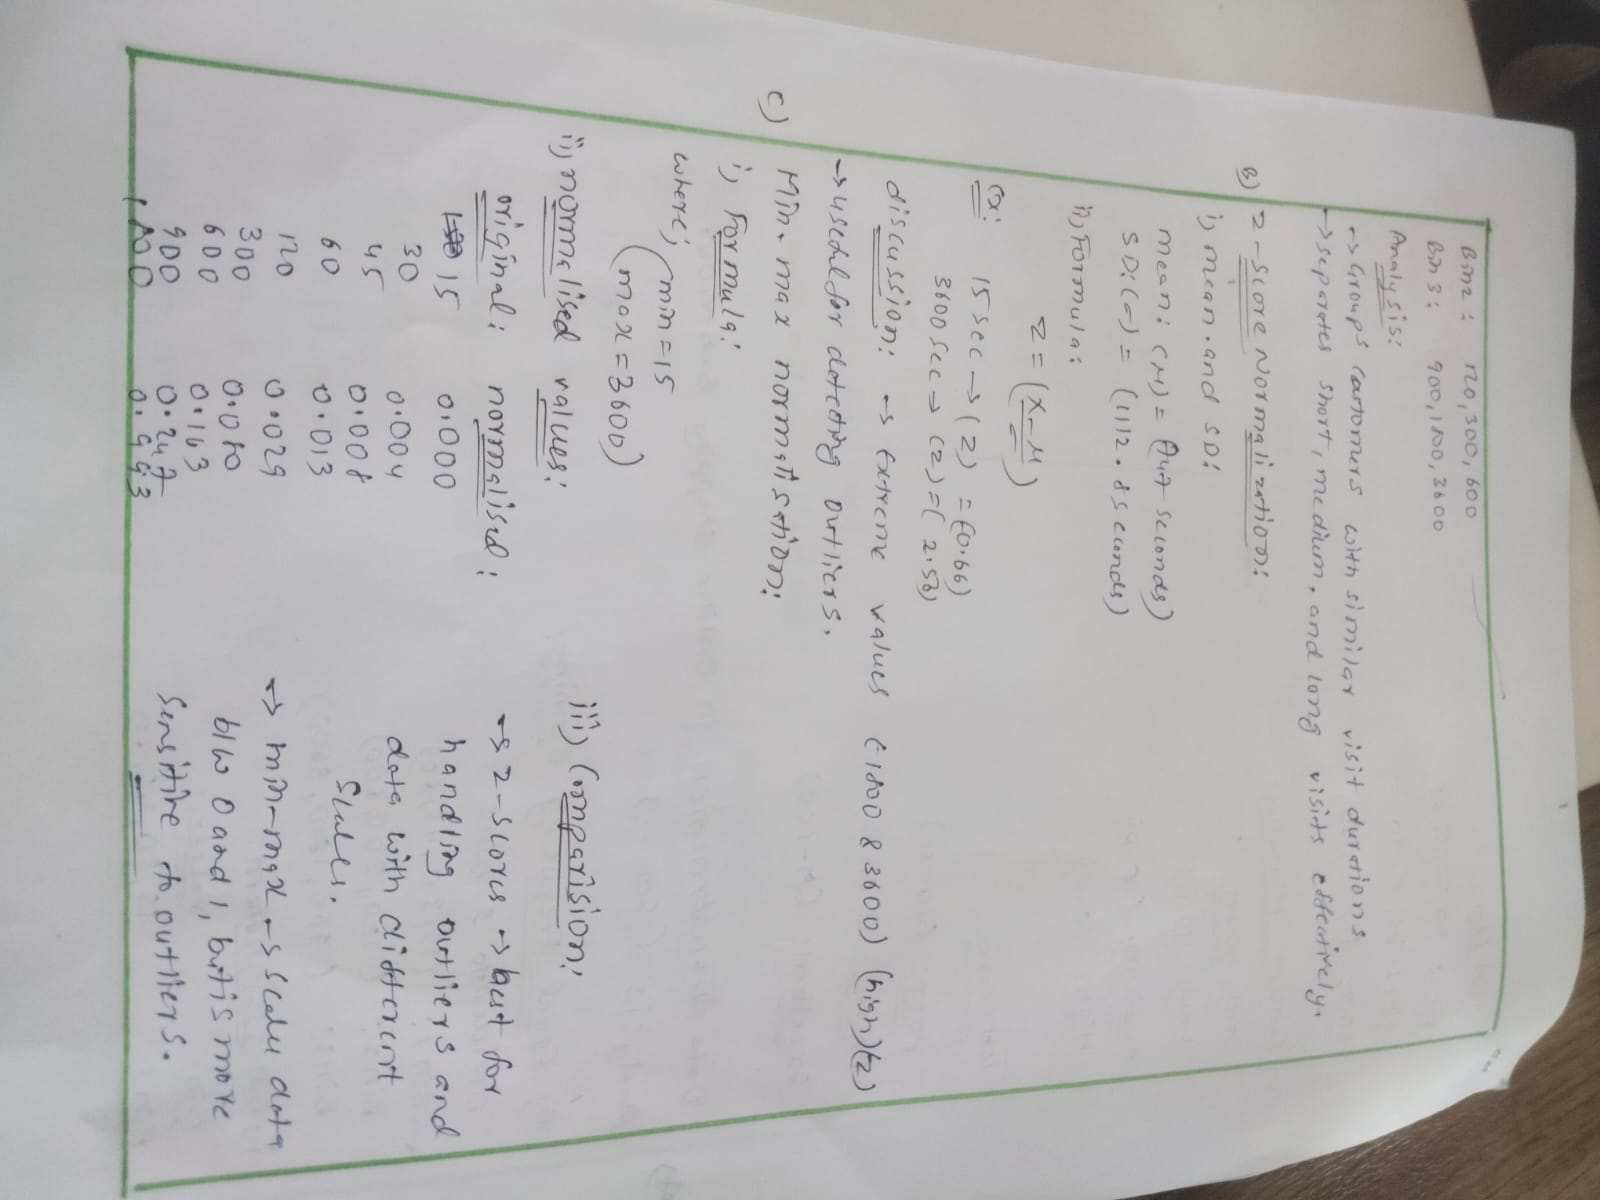 Bin2: 120, 300, 600
Bin 3: 900, 1800, 3600
Analysis:
→ Groups customers with similar visit durations
→ separates short, medium, and long visits effectively.
B) Z-score Normalization:
i) mean. and SD:
mean: (M) = seconds)
SD: (-) = (1112.8 seconds)
ii) Formula:
Z = (X-M)
Ex: 15 sec → (Z) = (-0.66)
3600 sec → (Z) = (2.56)
discussion: → Extreme values (1800 & 3600) (high)(z)
→ useful for detecting outliers.
C) Min-max normalisation:
i) Formula:
where; (min=15
(max=3600)
ii) normalised values:
original: normalised:
15 0.000
30 0.004
45 0.008
60 0.013
120 0.029
300 0.080
600 0.163
900 0.247
0.493
iii) Comparision:
→ Z-scores → best for
handling outliers and
data with different
scales.
→ min-max → scales data
b/w 0 and 1, but is more
sensitive to outliers.